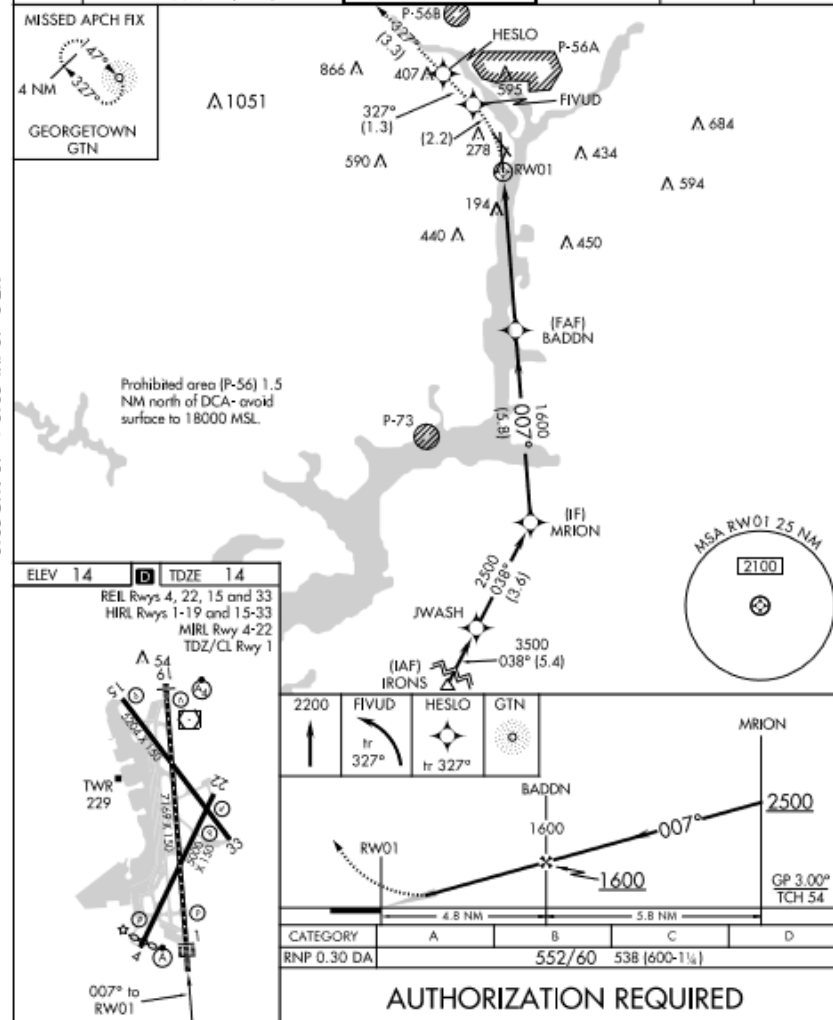 MISSED APCH FIX
147°
327°
4 NM
GEORGETOWN
GTN
P-56B
327°
(3.3)
HESLO
P-56A
866
407
595
1051
327°
(1.3)
FIVUD
(2.2)
278
684
590
434
RW01
594
194
440
450
(FAF)
BADDN
Prohibited area (P-56) 1.5
NM north of DCA- avoid
surface to 18000 MSL.
1600
007°
(5.8)
P-73
(IF)
MRION
2500
038°
(3.6)
MSA RW01 25 NM
2100
JWASH
3500
038° (5.4)
(IAF)
IRONS
ELEV 14
D
TDZE 14
REIL Rwys 4, 22, 15 and 33
HIRL Rwys 1-19 and 15-33
MIRL Rwy 4-22
TDZ/CL Rwy 1
54
19
15
5204 X 150
TWR
229
7169 X 150
22
5000
X 150
33
P
P
4
A
1
007° to
RW01
2200
FIVUD
tr
327°
HESLO
tr 327°
GTN
MRION
BADDN
1600
2500
007°
RW01
1600
GP 3.00°
TCH 54
4.8 NM
5.8 NM
CATEGORY A B C D
RNP 0.30 DA 552/60 538 (600-1¼)
AUTHORIZATION REQUIRED